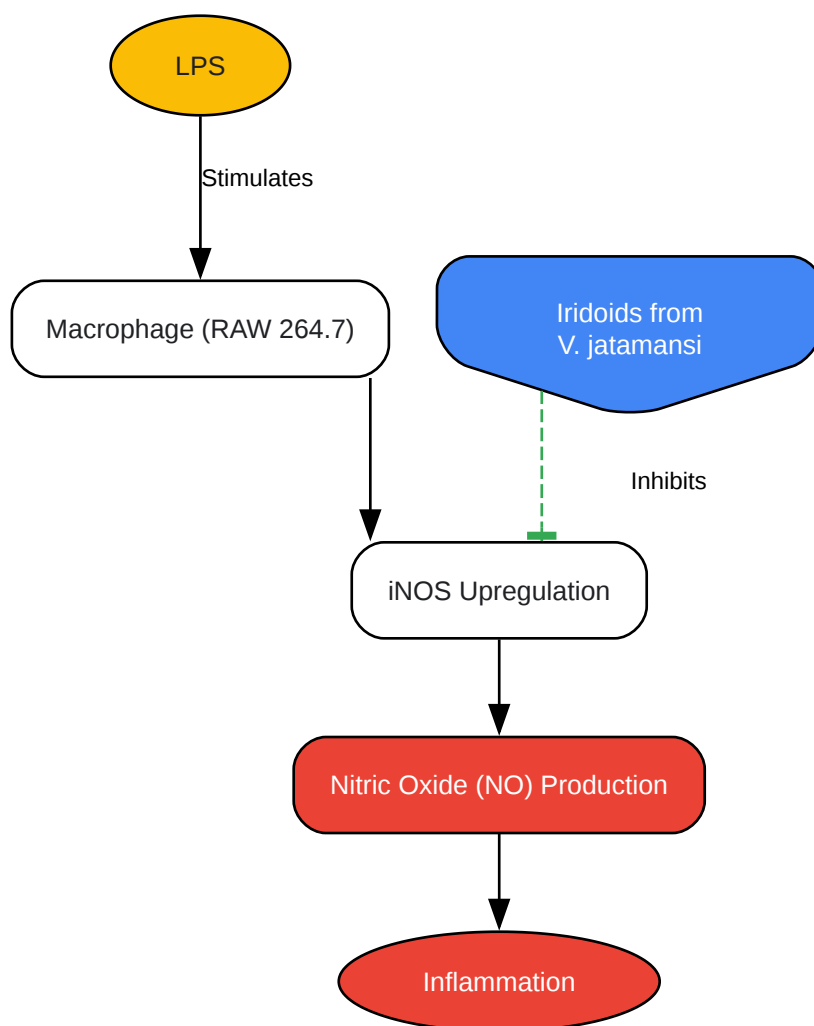 LPS
Stimulates
Macrophage (RAW 264.7)
Iridoids from
V. jatamansi
Inhibits
iNOS Upregulation
Nitric Oxide (NO) Production
Inflammation